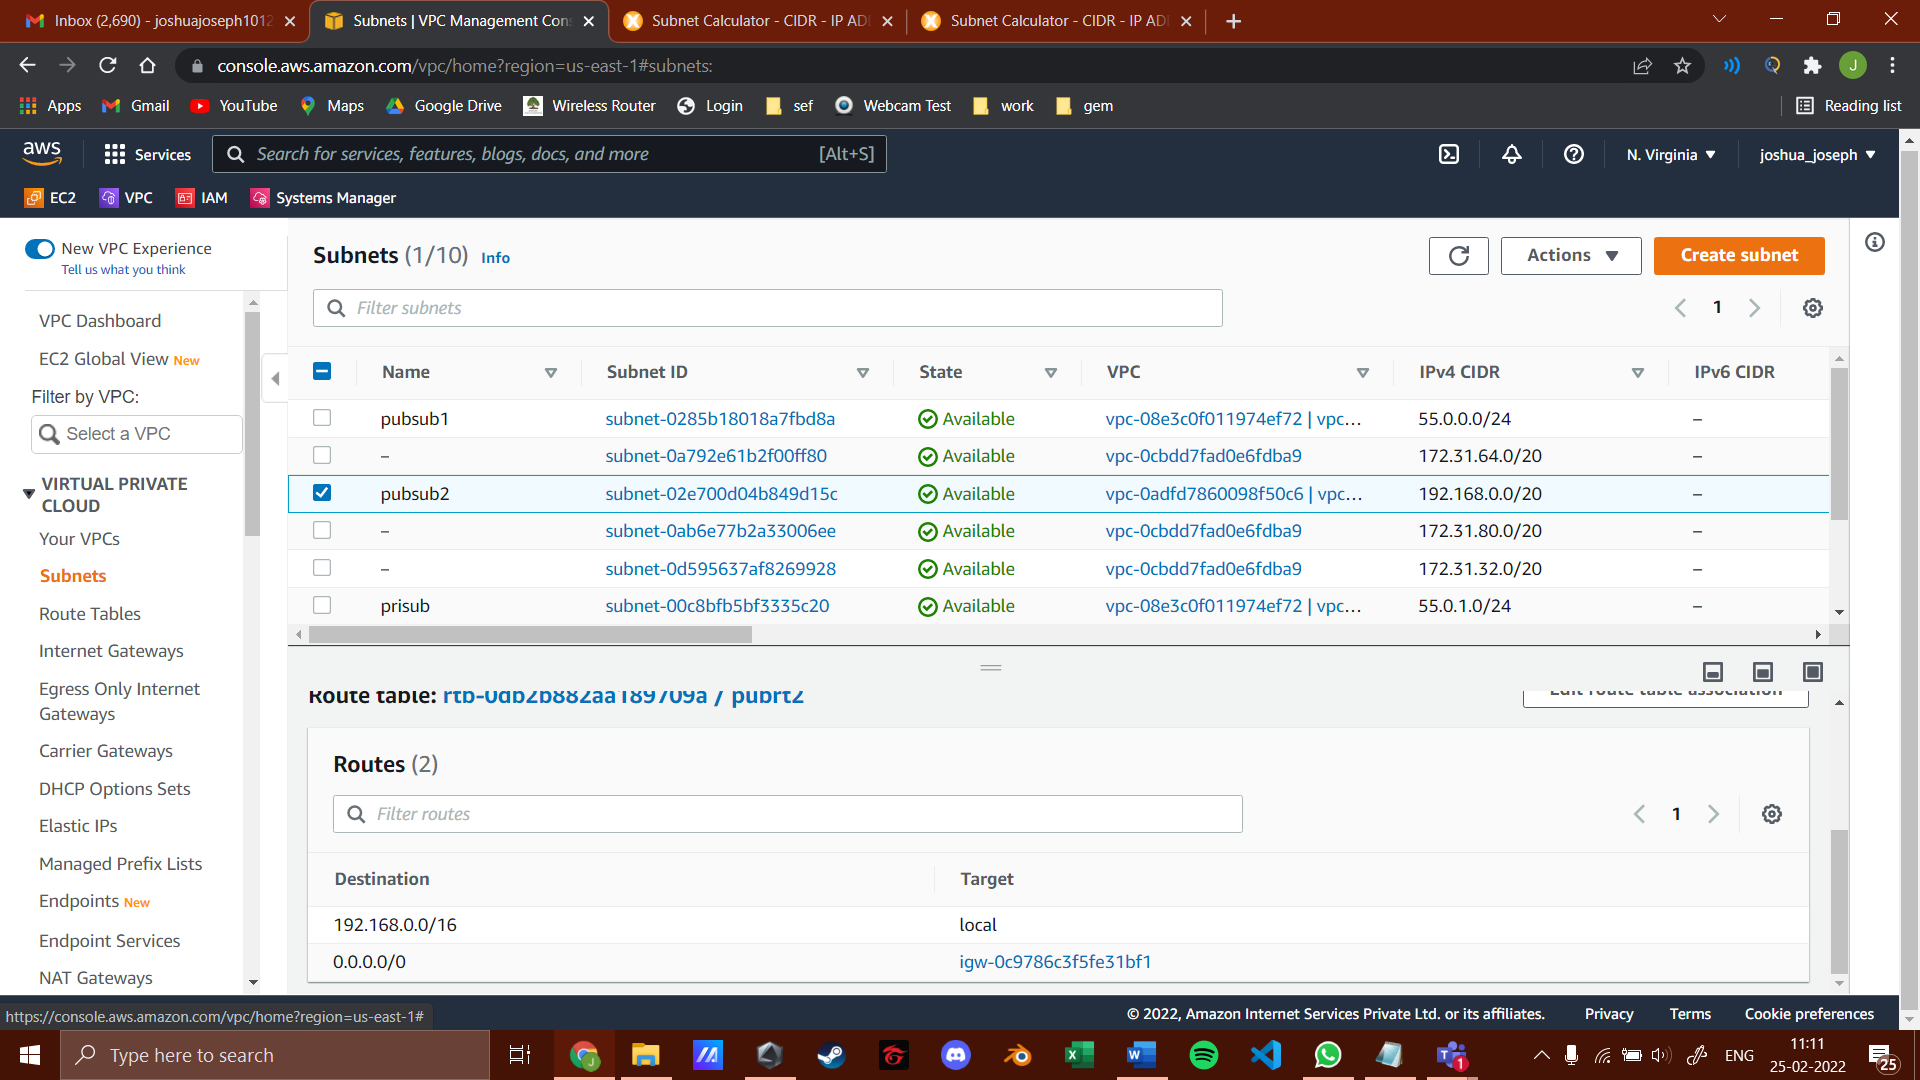 Inbox (2,690) - joshuajoseph1012
Subnets | VPC Management Cons
Subnet Calculator - CIDR - IP AD
Subnet Calculator - CIDR - IP AD
console.aws.amazon.com/vpc/home?region=us-east-1#subnets:
J
Apps Gmail YouTube Maps Google Drive Wireless Router Login sef Webcam Test work gem Reading list
aws Services Search for services, features, blogs, docs, and more [Alt+S] N. Virginia joshua_joseph
EC2 VPC IAM Systems Manager
New VPC Experience
Tell us what you think
VPC Dashboard
EC2 Global View New
Filter by VPC:
Select a VPC
VIRTUAL PRIVATE
CLOUD
Your VPCs
Subnets
Route Tables
Internet Gateways
Egress Only Internet
Gateways
Carrier Gateways
DHCP Options Sets
Elastic IPs
Managed Prefix Lists
Endpoints New
Endpoint Services
NAT Gateways
Subnets (1/10) Info
Actions
Create subnet
Filter subnets
1
Name Subnet ID State VPC IPv4 CIDR IPv6 CIDR
pubsub1 subnet-0285b18018a7fbd8a Available vpc-08e3c0f011974ef72 | vpc... 55.0.0.0/24 –
– subnet-0a792e61b2f00ff80 Available vpc-0cbdd7fad0e6fdba9 172.31.64.0/20 –
pubsub2 subnet-02e700d04b849d15c Available vpc-0adfd7860098f50c6 | vpc... 192.168.0.0/20 –
– subnet-0ab6e77b2a33006ee Available vpc-0cbdd7fad0e6fdba9 172.31.80.0/20 –
– subnet-0d595637af8269928 Available vpc-0cbdd7fad0e6fdba9 172.31.32.0/20 –
prisub subnet-00c8bfb5bf3335c20 Available vpc-08e3c0f011974ef72 | vpc... 55.0.1.0/24 –
Route table: rtb-0db2b882aa189709a / pubrt2
Edit route table association
Routes (2)
Filter routes
1
Destination Target
192.168.0.0/16 local
0.0.0.0/0 igw-0c9786c3f5fe31bf1
https://console.aws.amazon.com/vpc/home?region=us-east-1#
© 2022, Amazon Internet Services Private Ltd. or its affiliates. Privacy Terms Cookie preferences
Type here to search
ENG
11:11
25-02-2022
25
1